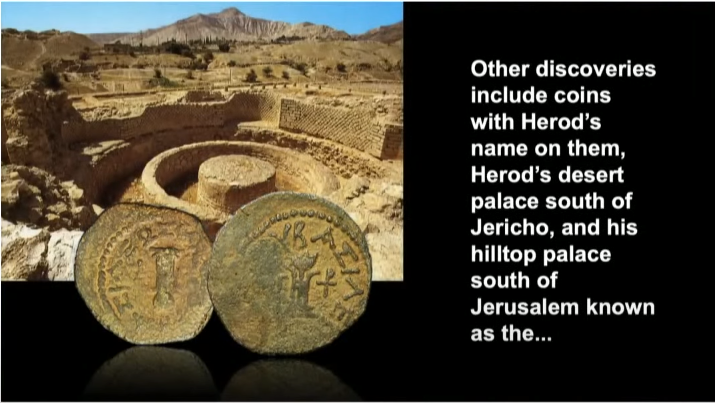 Other discoveries
include coins
with Herod's
name on them,
Herod's desert
palace south of
Jericho, and his
hilltop palace
south of
Jerusalem known
as the...